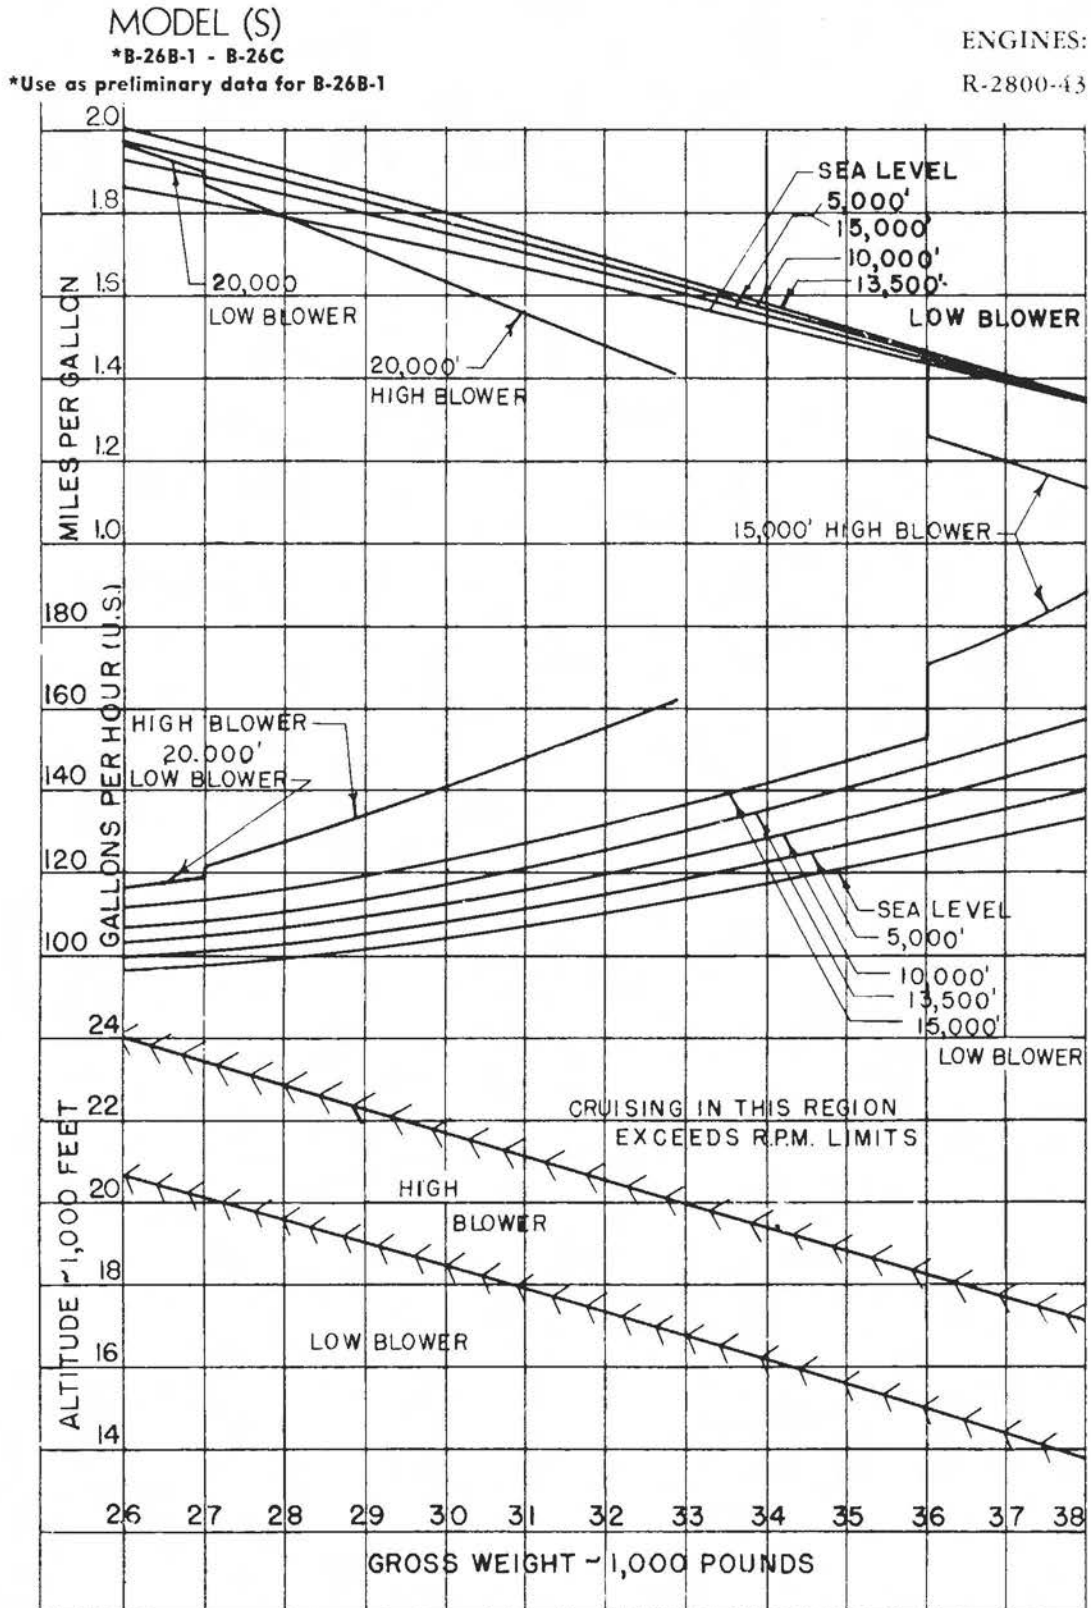 MODEL (S)
*B-26B-1 - B-26C
*Use as preliminary data for B-26B-1
ENGINES:
R-2800-43
MILES PER GALLON
2.0
1.8
1.6
1.4
1.2
1.0
SEA LEVEL
5,000'
15,000'
10,000'
13,500'
LOW BLOWER
20,000
LOW BLOWER
20,000'
HIGH BLOWER
15,000' HIGH BLOWER
GALLONS PER HOUR (U.S.)
180
160
140
120
100
HIGH BLOWER
20.000'
LOW BLOWER
SEA LEVEL
5,000'
10,000'
13,500'
15,000'
LOW BLOWER
ALTITUDE ~ 1,000 FEET
24
22
20
18
16
14
CRUISING IN THIS REGION
EXCEEDS R.P.M. LIMITS
HIGH
BLOWER
LOW BLOWER
26 27 28 29 30 31 32 33 34 35 36 37 38
GROSS WEIGHT ~ 1,000 POUNDS